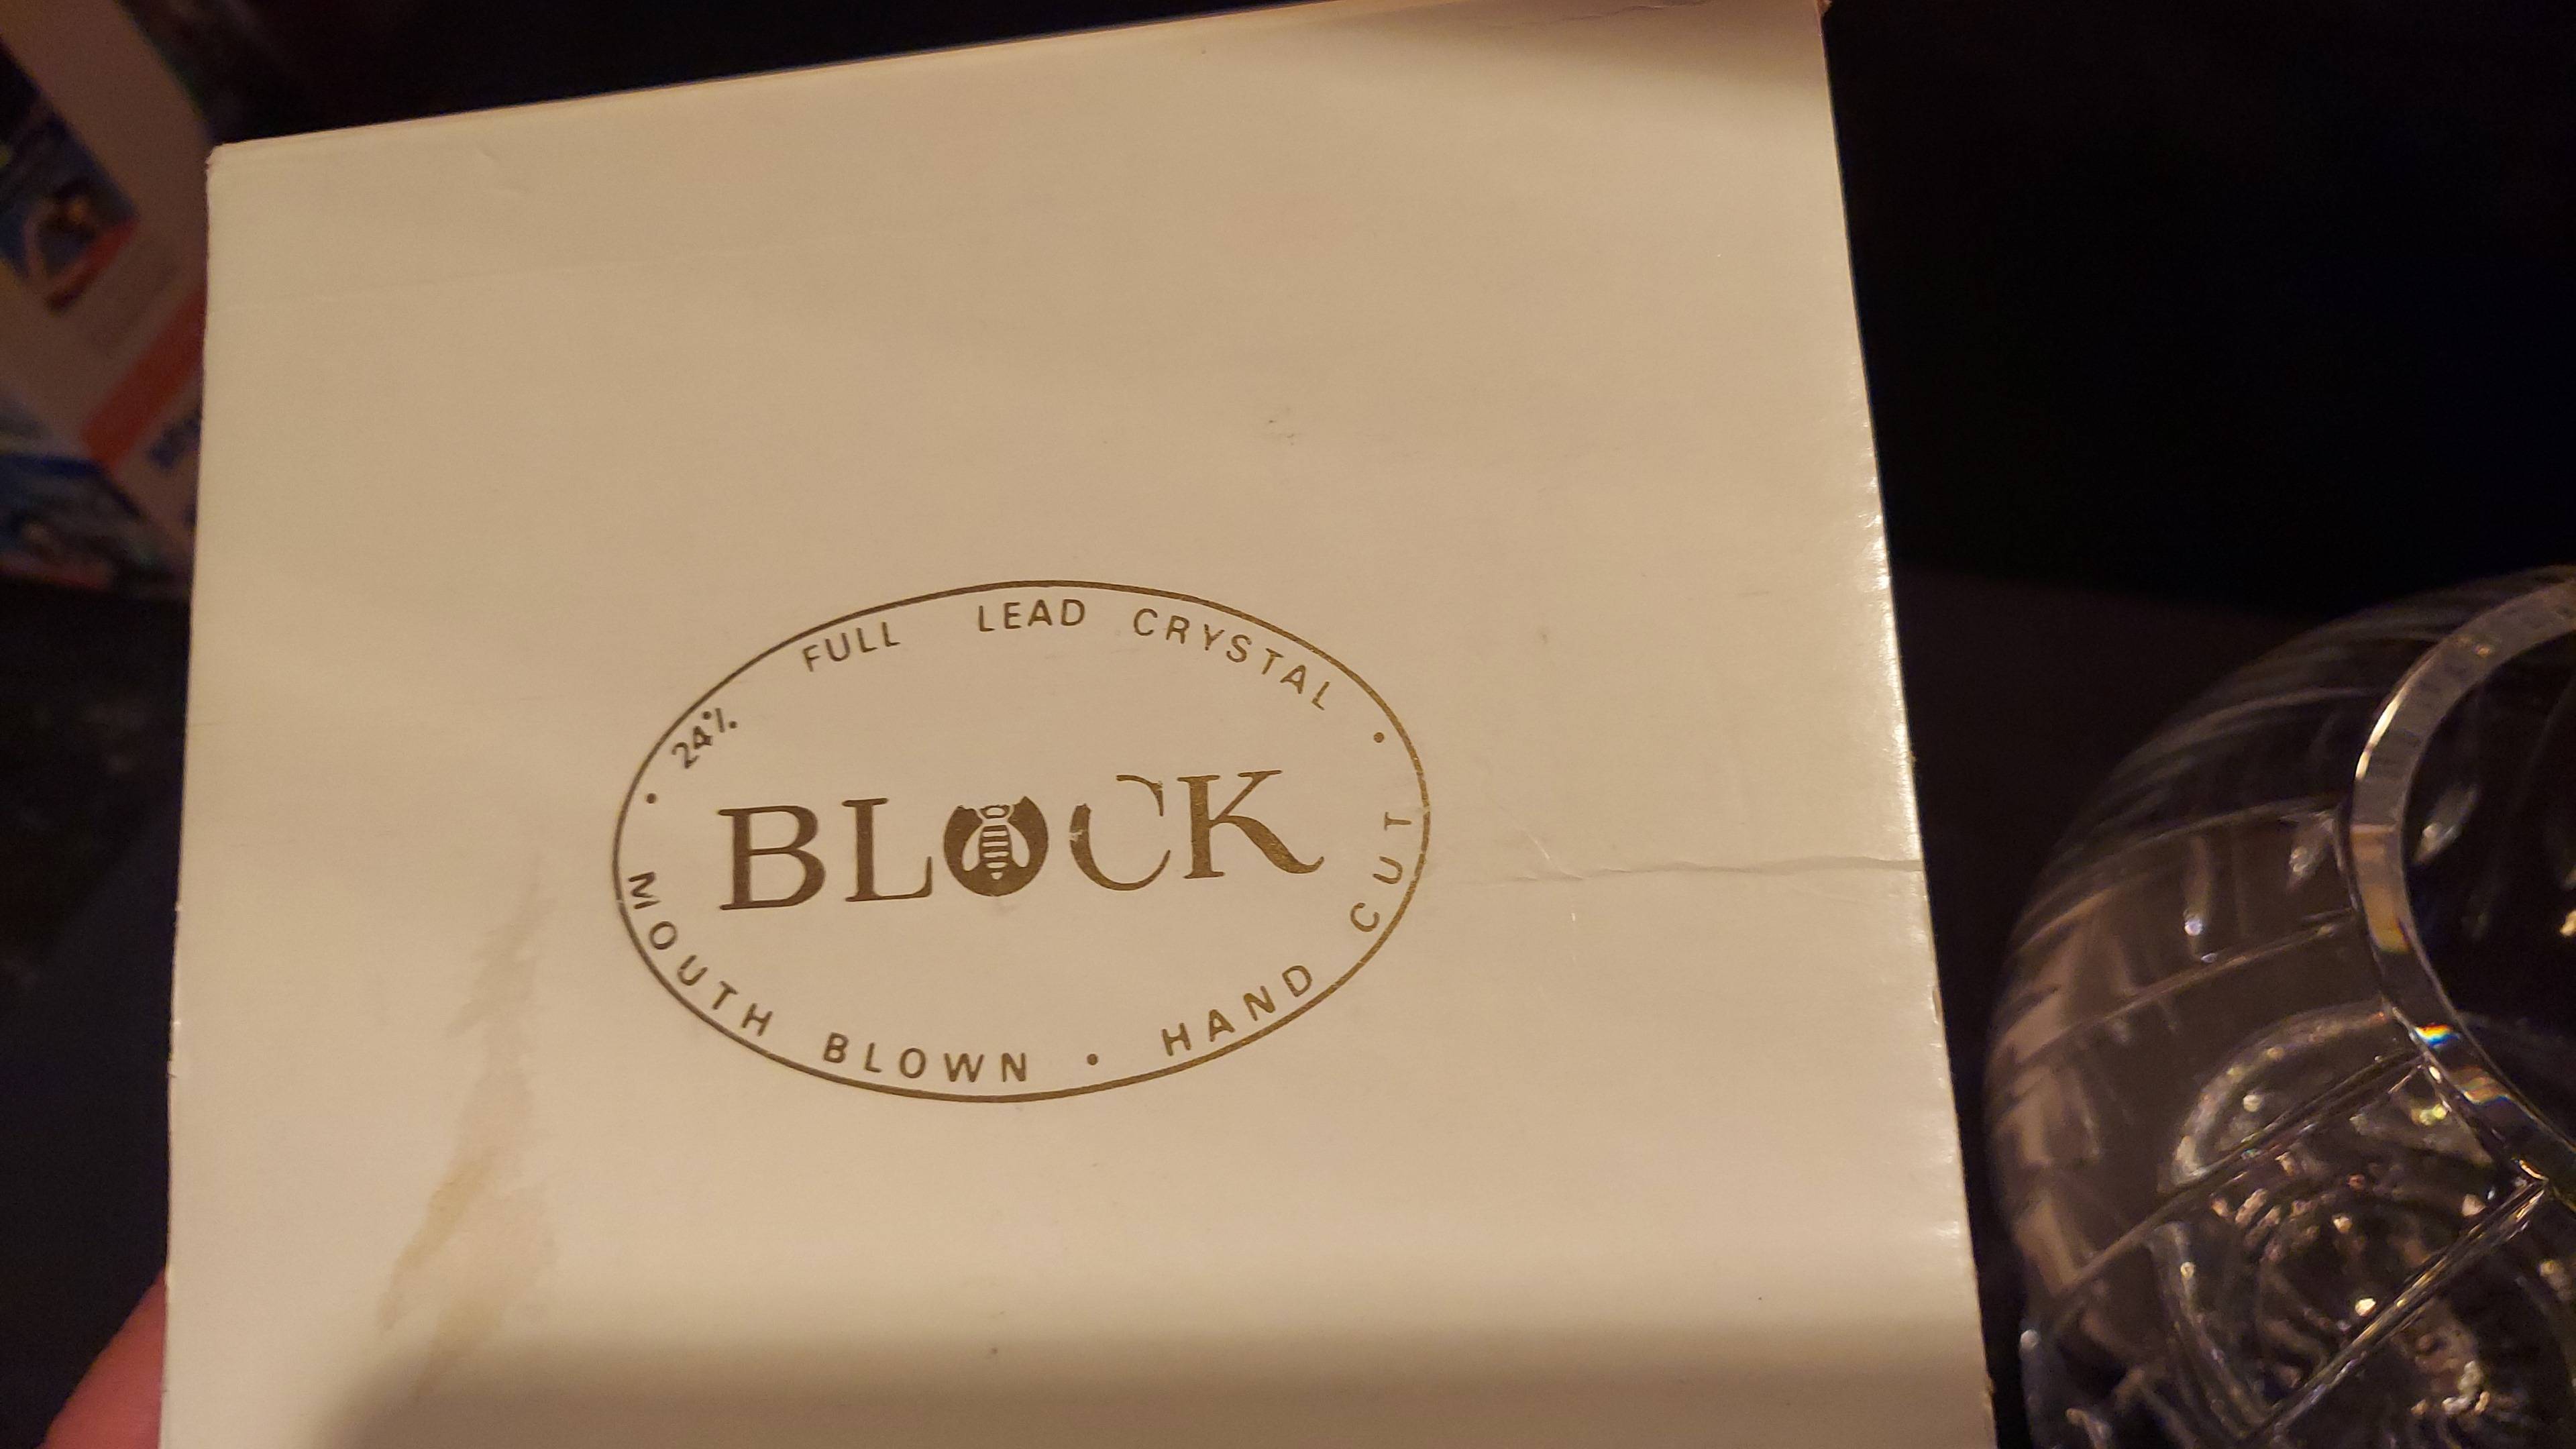 • 24% FULL LEAD CRYSTAL •
BLOCK
MOUTH BLOWN • HAND CUT